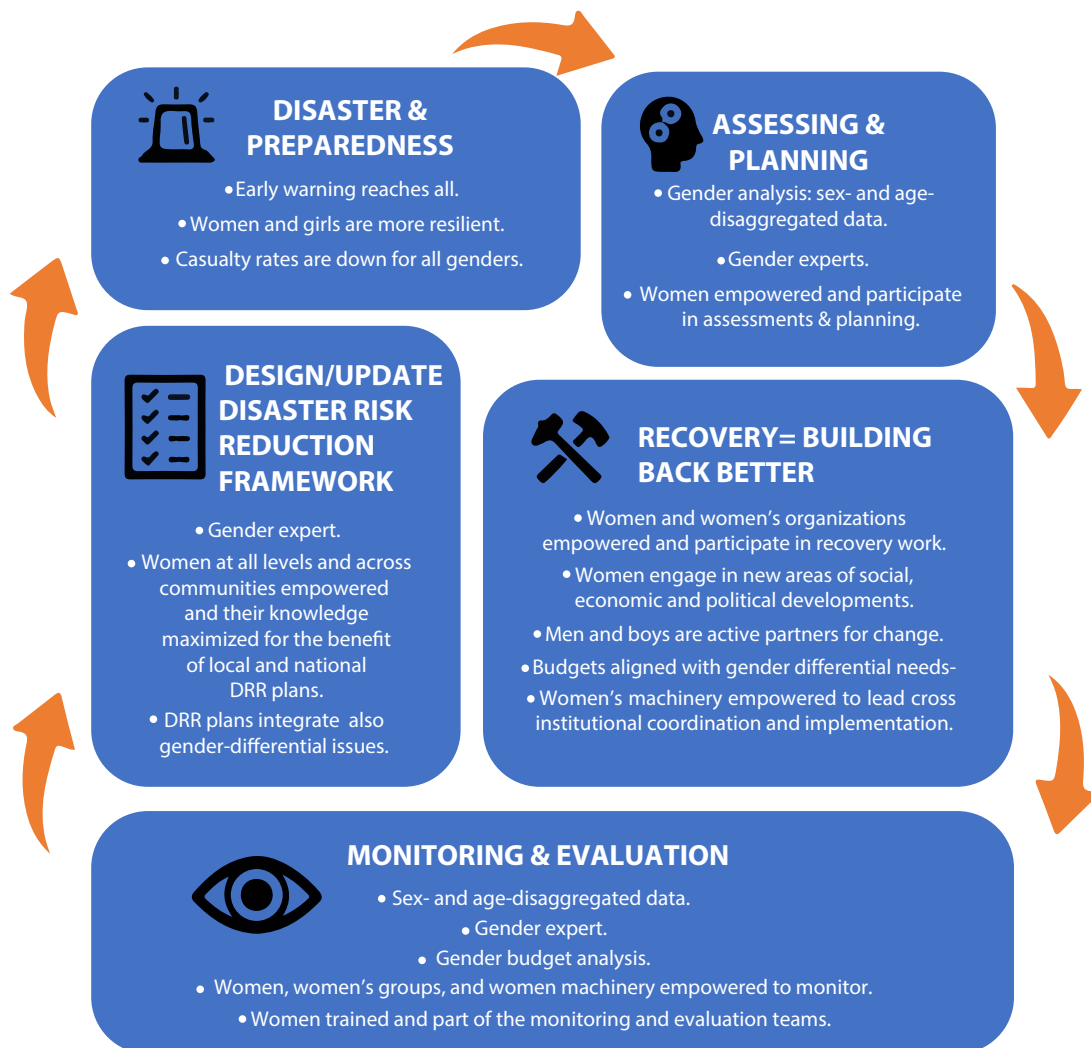 DISASTER &
PREPAREDNESS
• Early warning reaches all.
• Women and girls are more resilient.
• Casualty rates are down for all genders.
ASSESSING &
PLANNING
• Gender analysis: sex- and age-
disaggregated data.
• Gender experts.
• Women empowered and participate
in assessments & planning.
DESIGN/UPDATE
DISASTER RISK
REDUCTION
FRAMEWORK
• Gender expert.
• Women at all levels and across
communities empowered
and their knowledge
maximized for the benefit
of local and national
DRR plans.
• DRR plans integrate also
gender-differential issues.
RECOVERY= BUILDING
BACK BETTER
• Women and women's organizations
empowered and participate in recovery work.
• Women engage in new areas of social,
economic and political developments.
• Men and boys are active partners for change.
• Budgets aligned with gender differential needs-
• Women's machinery empowered to lead cross
institutional coordination and implementation.
MONITORING & EVALUATION
• Sex- and age-disaggregated data.
• Gender expert.
• Gender budget analysis.
• Women, women's groups, and women machinery empowered to monitor.
• Women trained and part of the monitoring and evaluation teams.